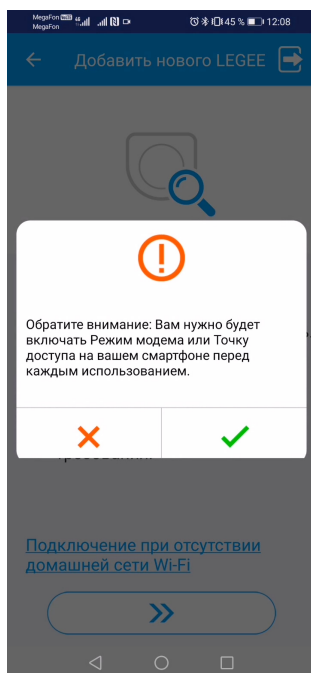 MegaFon VoWiFi
MegaFon
45 % 12:08
Добавить нового LEGEE
Обратите внимание: Вам нужно будет
включать Режим модема или Точку
доступа на вашем смартфоне перед
каждым использованием.
Подключение при отсутствии
домашней сети Wi-Fi